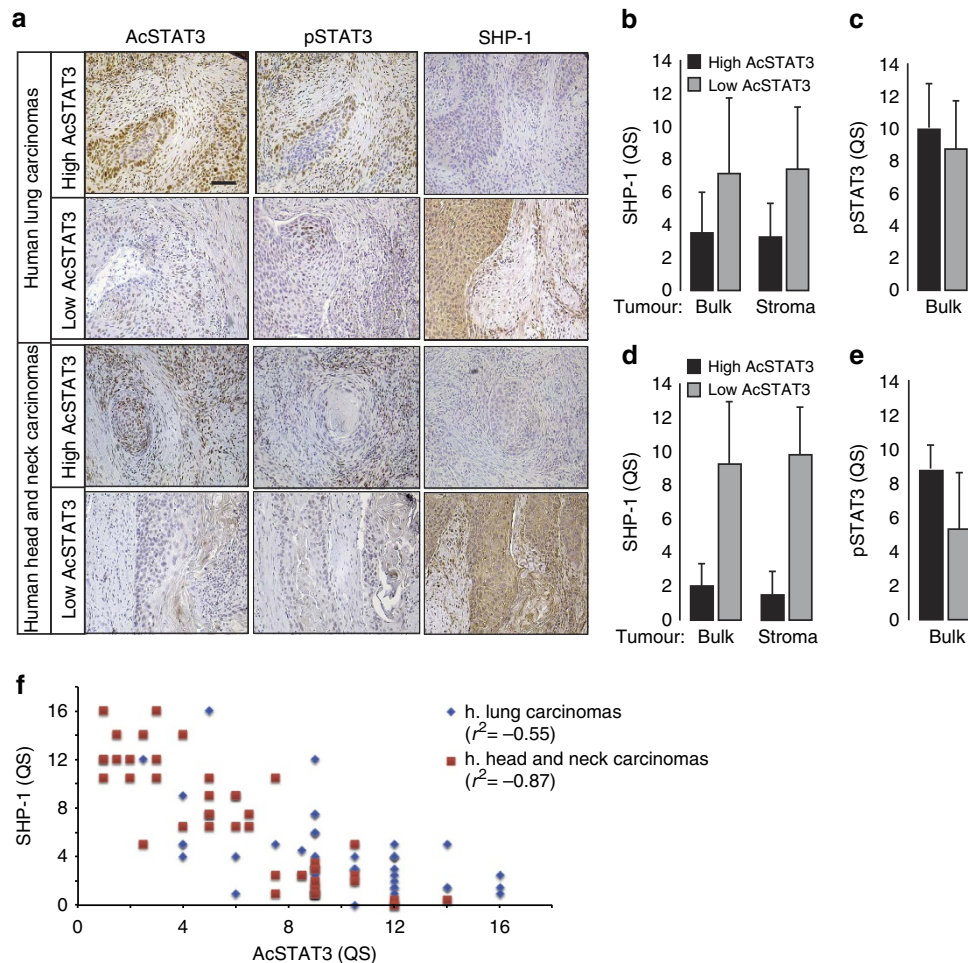 a
AcSTAT3
pSTAT3
SHP-1
Human lung carcinomas
High AcSTAT3
Low AcSTAT3
Human head and neck carcinomas
High AcSTAT3
Low AcSTAT3
b
SHP-1 (QS)
14
12
10
8
6
4
2
0
High AcSTAT3
Low AcSTAT3
Tumour: Bulk Stroma
c
pSTAT3 (QS)
14
12
10
8
6
4
2
0
Bulk
d
SHP-1 (QS)
14
12
10
8
6
4
2
0
High AcSTAT3
Low AcSTAT3
Tumour: Bulk Stroma
e
pSTAT3 (QS)
14
12
10
8
6
4
2
0
Bulk
f
SHP-1 (QS)
16
12
8
4
0
h. lung carcinomas
(r²= –0.55)
h. head and neck carcinomas
(r²= –0.87)
0 4 8 12 16
AcSTAT3 (QS)